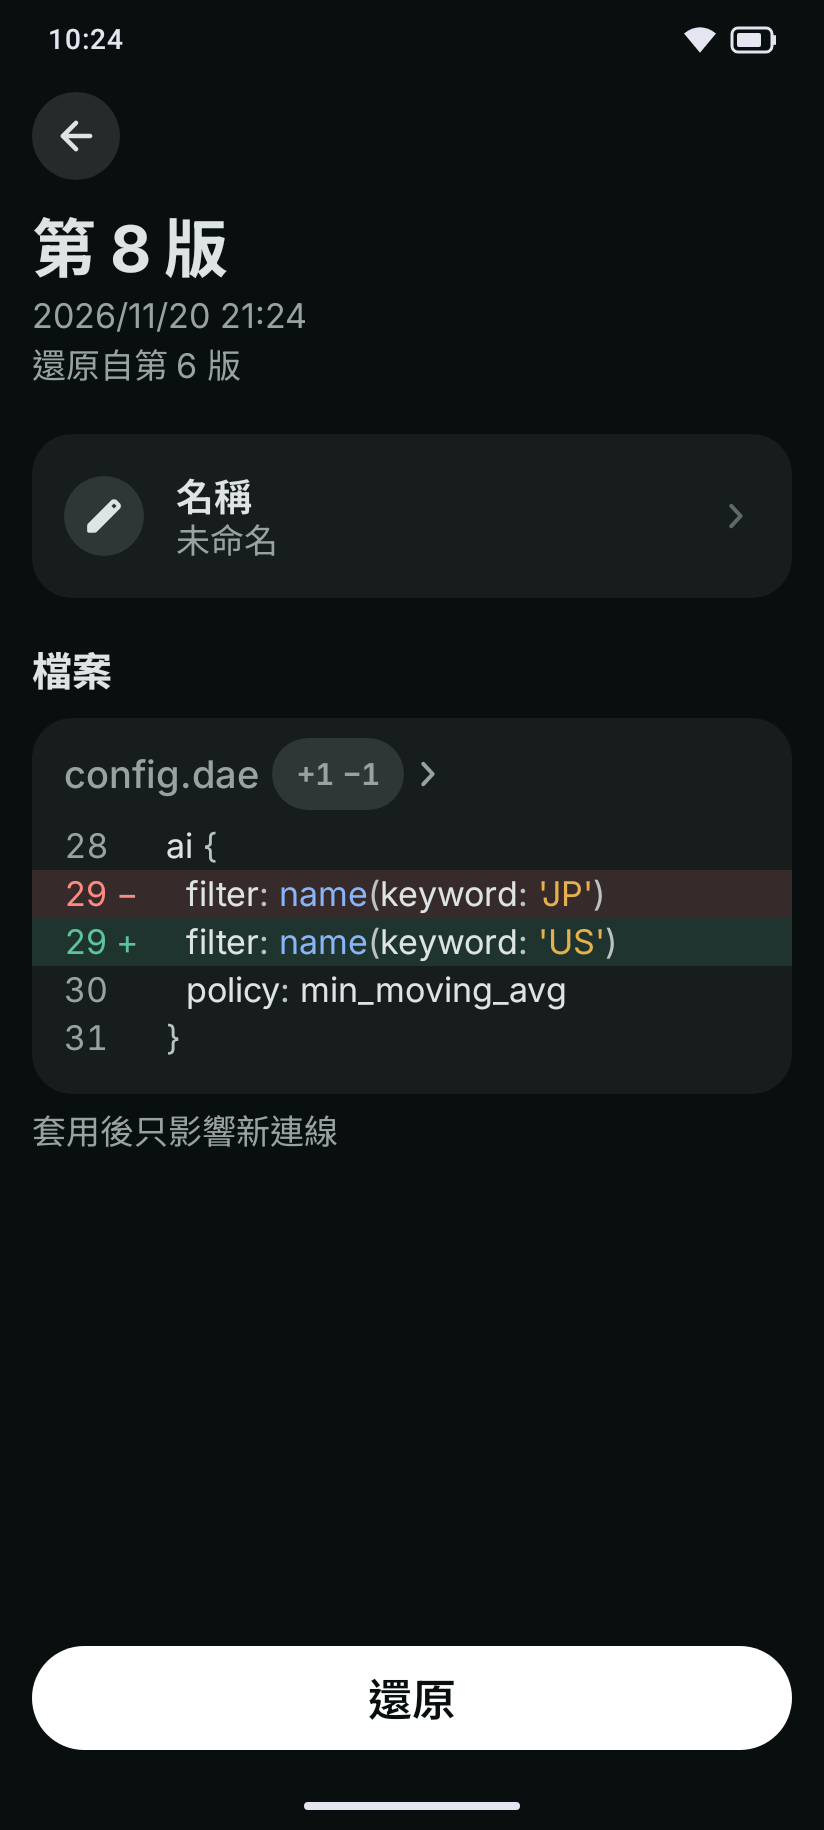 10:24
第 8 版
2026/11/20 21:24
還原自第 6 版
名稱
未命名
檔案
config.dae +1 −1
28 ai {
29 − filter: name(keyword: 'JP')
29 + filter: name(keyword: 'US')
30 policy: min_moving_avg
31 }
套用後只影響新連線
還原